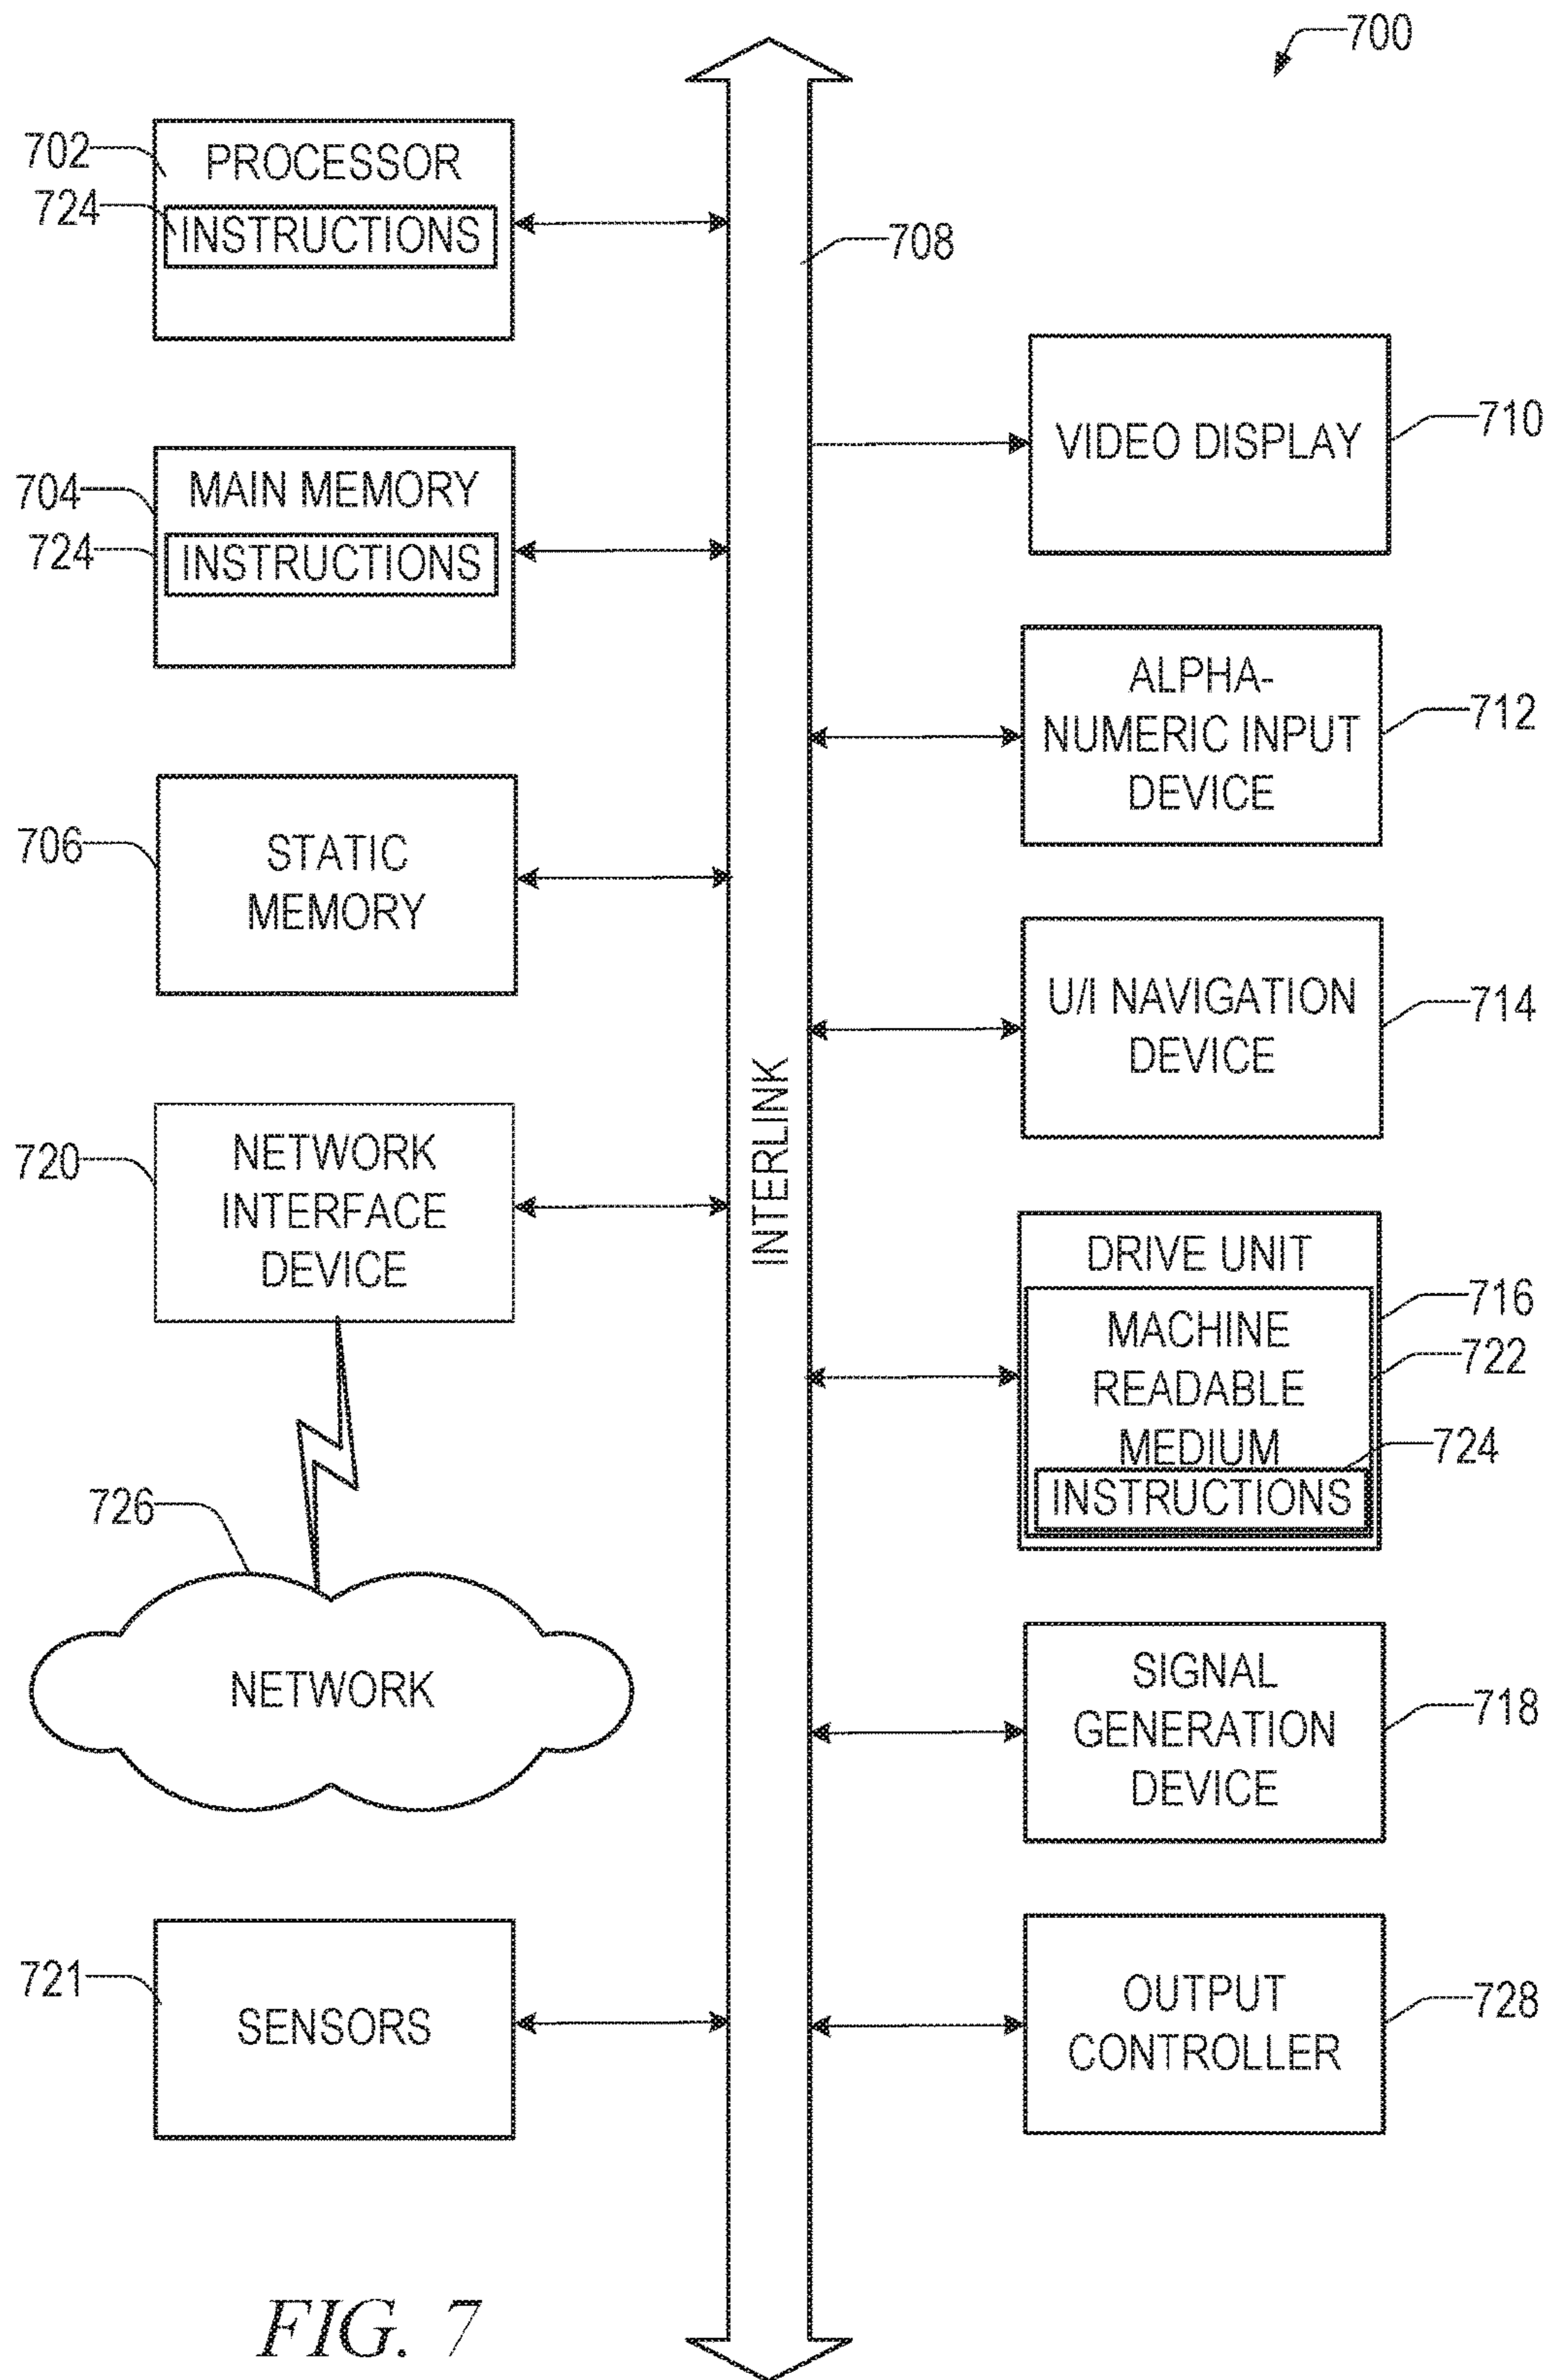 700
702
PROCESSOR
724
INSTRUCTIONS
708
704
MAIN MEMORY
724
INSTRUCTIONS
706
STATIC
MEMORY
720
NETWORK
INTERFACE
DEVICE
726
NETWORK
721
SENSORS
INTERLINK
VIDEO DISPLAY
710
ALPHA-
NUMERIC INPUT
DEVICE
712
U/I NAVIGATION
DEVICE
714
DRIVE UNIT
716
MACHINE
READABLE
MEDIUM
722
724
INSTRUCTIONS
SIGNAL
GENERATION
DEVICE
718
OUTPUT
CONTROLLER
728
FIG. 7